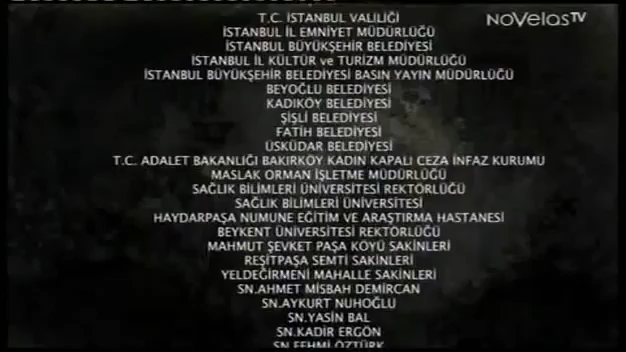 noVelasTV
T.C. İSTANBUL VALİLİĞİ
İSTANBUL İL EMNİYET MÜDÜRLÜĞÜ
İSTANBUL BÜYÜKŞEHİR BELEDİYESİ
İSTANBUL İL KÜLTÜR ve TURİZM MÜDÜRLÜĞÜ
İSTANBUL BÜYÜKŞEHİR BELEDİYESİ BASIN YAYIN MÜDÜRLÜĞÜ
BEYOĞLU BELEDİYESİ
KADIKÖY BELEDİYESİ
ŞİŞLİ BELEDİYESİ
FATİH BELEDİYESİ
ÜSKÜDAR BELEDİYESİ
T.C. ADALET BAKANLIĞI BAKIRKÖY KADIN KAPALI CEZA İNFAZ KURUMU
MASLAK ORMAN İŞLETME MÜDÜRLÜĞÜ
SAĞLIK BİLİMLERİ ÜNİVERSİTESİ REKTÖRLÜĞÜ
SAĞLIK BİLİMLERİ ÜNİVERSİTESİ
HAYDARPAŞA NUMUNE EĞİTİM VE ARAŞTIRMA HASTANESİ
BEYKENT ÜNİVERSİTESİ REKTÖRLÜĞÜ
MAHMUT ŞEVKET PAŞA KÖYÜ SAKİNLERİ
REŞİTPAŞA SEMTİ SAKİNLERİ
YELDEĞİRMENİ MAHALLE SAKİNLERİ
SN.AHMET MİSBAH DEMİRCAN
SN.AYKURT NUHOĞLU
SN.YASİN BAL
SN.KADİR ERGÖN
SN.FEHMİ ÖZTÜRK